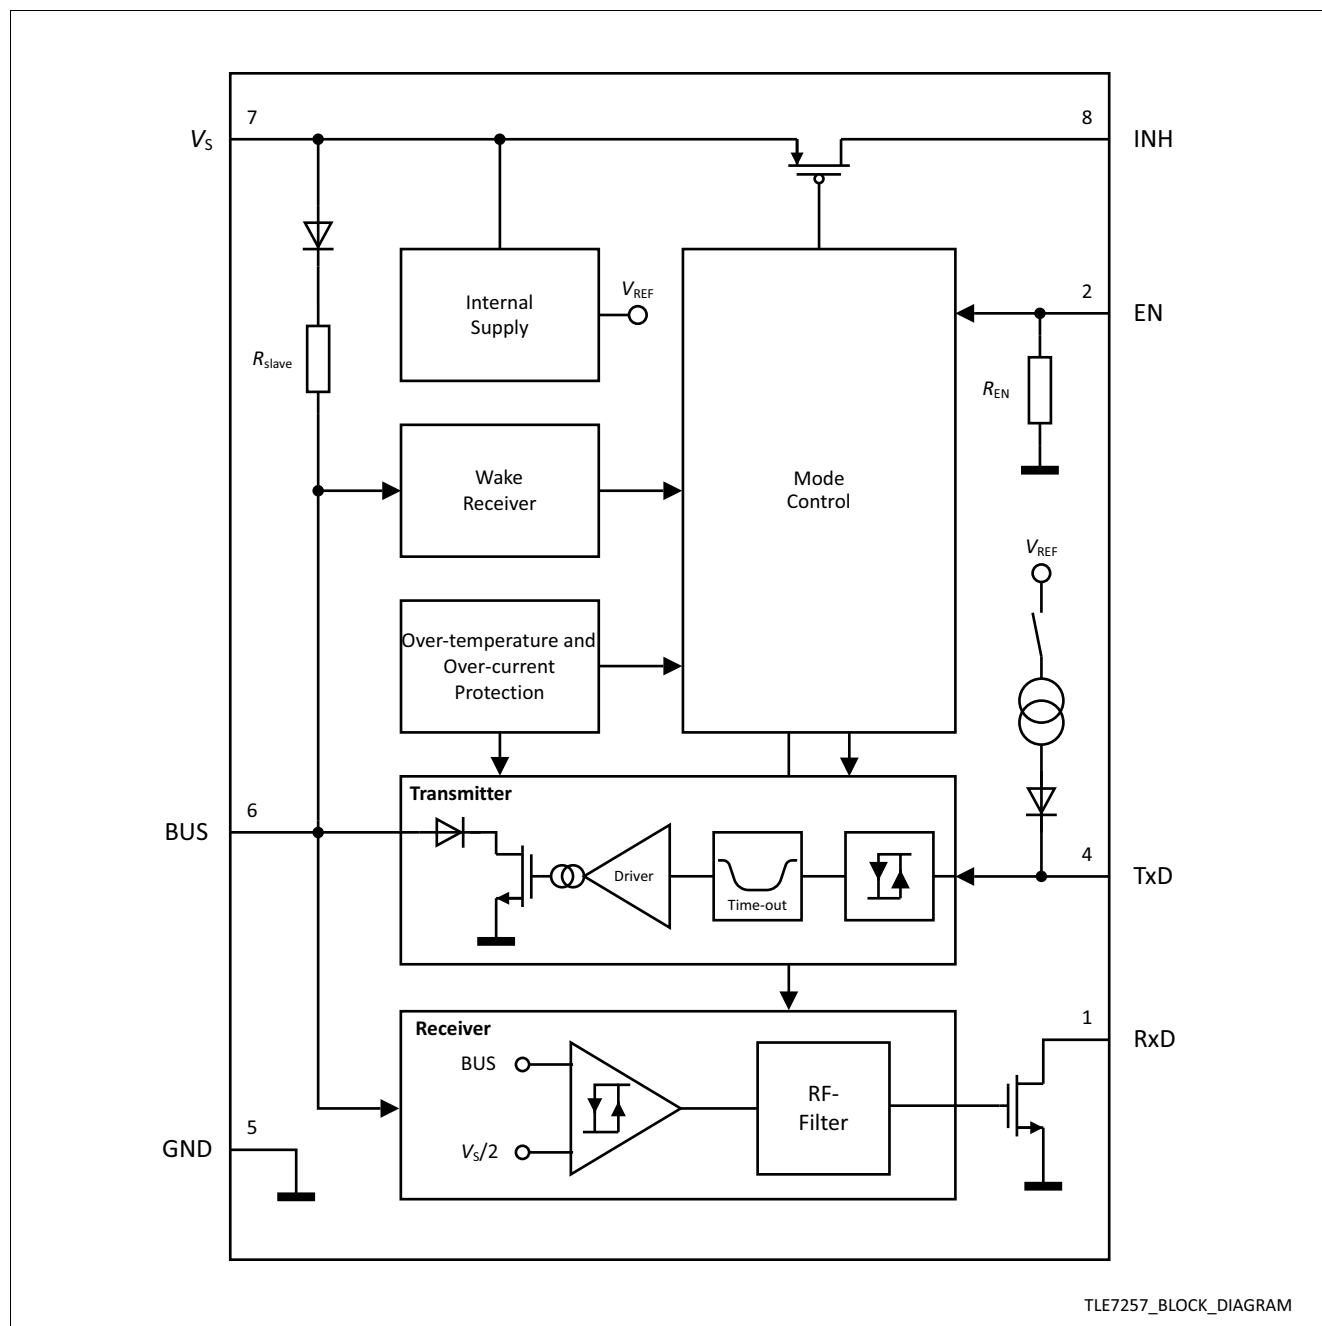 7
8
VS
INH
Internal
Supply
VREF
2
EN
Rslave
REN
Wake
Receiver
Mode
Control
VREF
Over-temperature and
Over-current
Protection
Transmitter
6
BUS
Driver
Time-out
4
TxD
Receiver
1
RxD
BUS
RF-
Filter
5
GND
VS/2
TLE7257_BLOCK_DIAGRAM